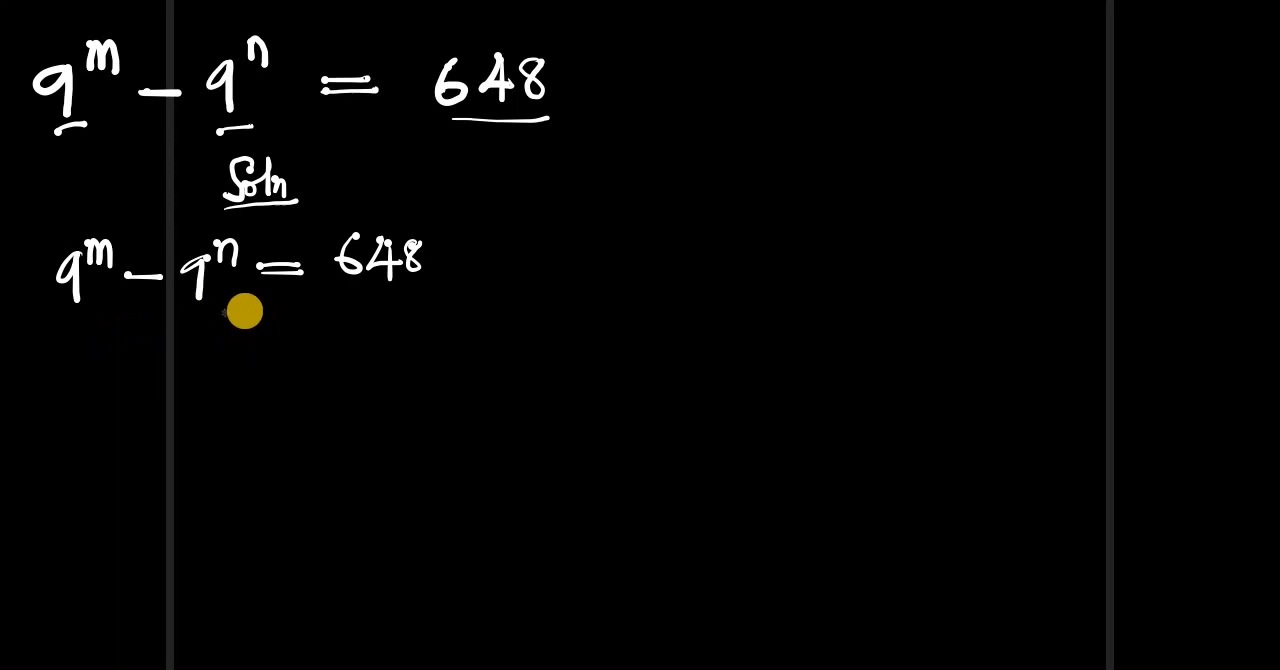 9^m - 9^n = 648
Soln
9^m - 9^n = 648